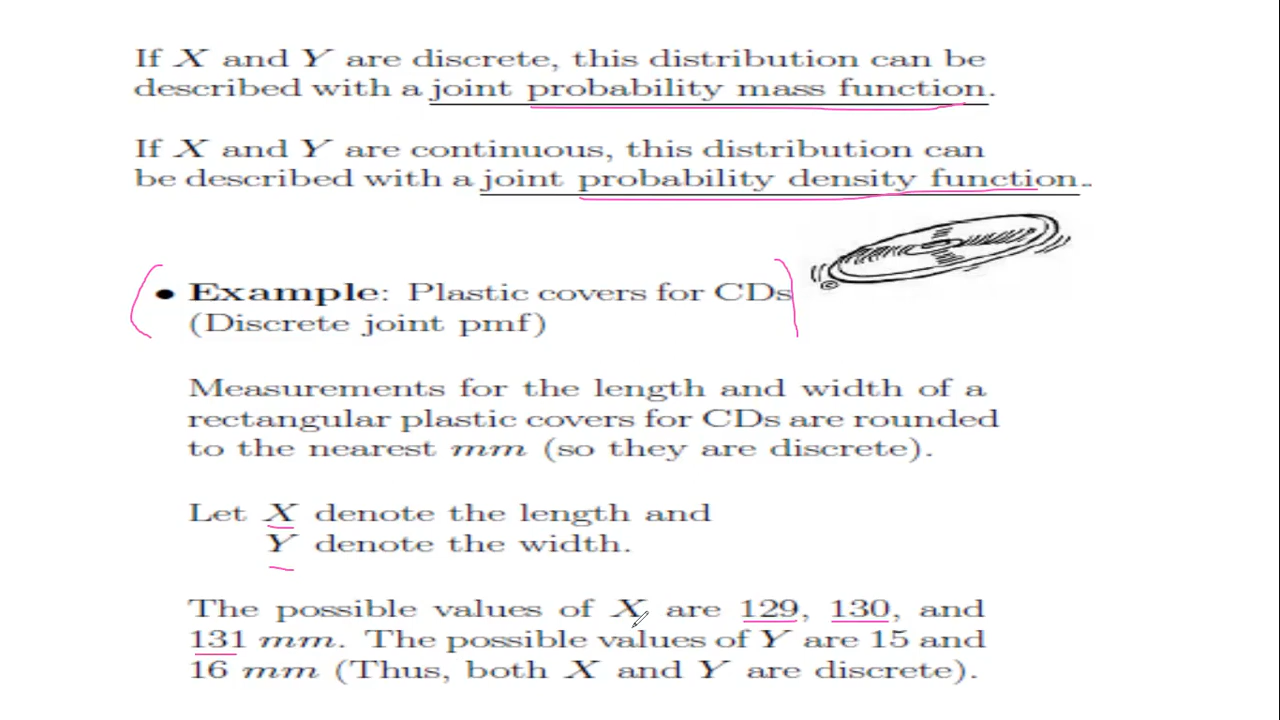 If X and Y are discrete, this distribution can be
described with a joint probability mass function.
If X and Y are continuous, this distribution can
be described with a joint probability density function.
● Example: Plastic covers for CDs
(Discrete joint pmf)
©
Measurements for the length and width of a
rectangular plastic covers for CDs are rounded
to the nearest mm (so they are discrete).
Let X denote the length and
Y denote the width.
The possible values of X are 129, 130, and
131 mm. The possible values of Y are 15 and
16 mm (Thus, both X and Y are discrete).